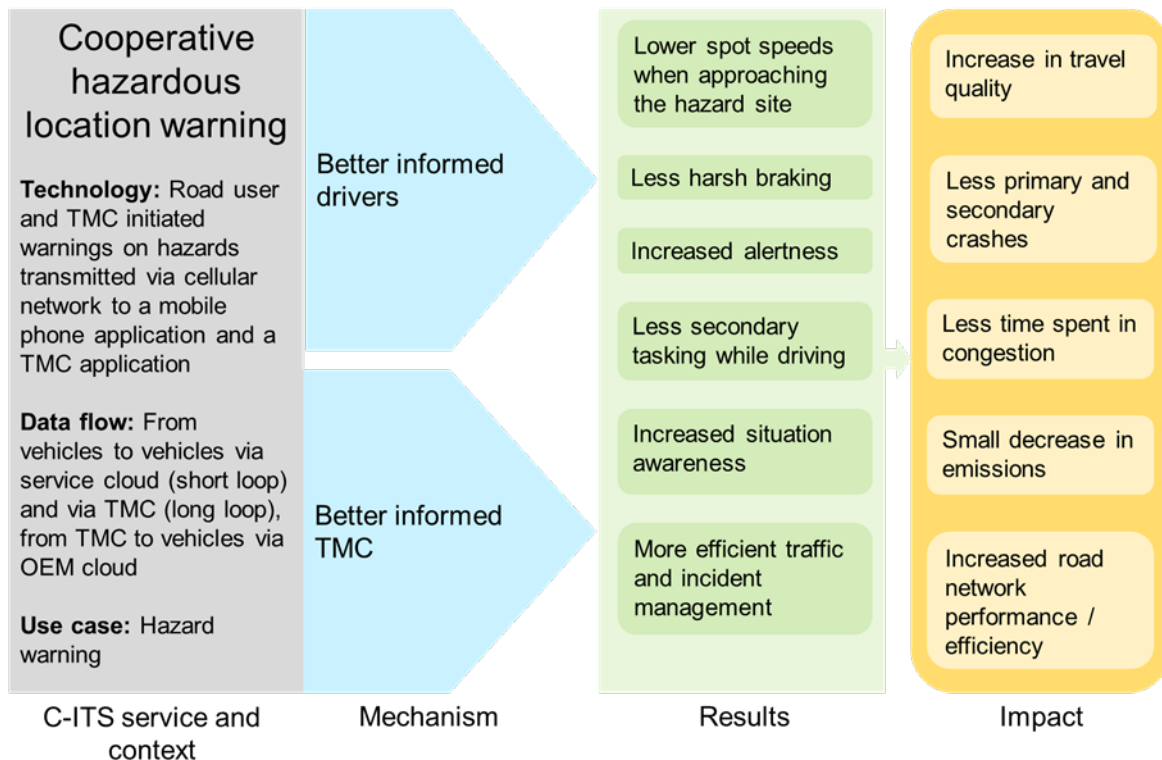 Cooperative
hazardous
location warning
Technology: Road user
and TMC initiated
warnings on hazards
transmitted via cellular
network to a mobile
phone application and a
TMC application
Data flow: From
vehicles to vehicles via
service cloud (short loop)
and via TMC (long loop),
from TMC to vehicles via
OEM cloud
Use case: Hazard
warning
C-ITS service and
context
Better informed
drivers
Better informed
TMC
Mechanism
Lower spot speeds
when approaching
the hazard site
Less harsh braking
Increased alertness
Less secondary
tasking while driving
Increased situation
awareness
More efficient traffic
and incident
management
Results
Increase in travel
quality
Less primary and
secondary
crashes
Less time spent in
congestion
Small decrease in
emissions
Increased road
network
performance /
efficiency
Impact